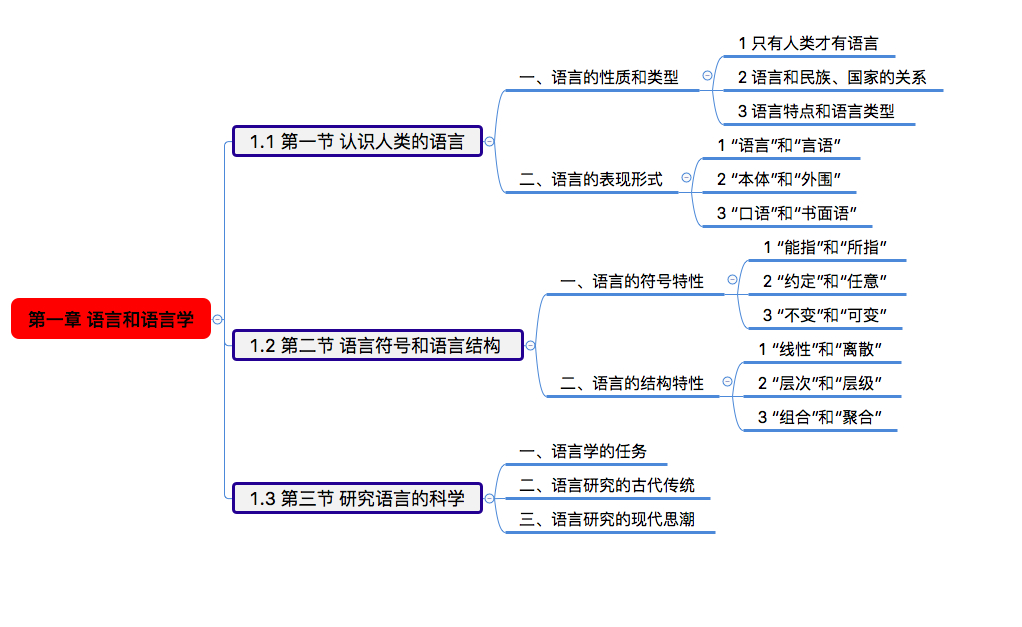 第一章 语言和语言学
1.1 第一节 认识人类的语言
一、语言的性质和类型
1 只有人类才有语言
2 语言和民族、国家的关系
3 语言特点和语言类型
二、语言的表现形式
1 “语言”和“言语”
2 “本体”和“外围”
3 “口语”和“书面语”
1.2 第二节 语言符号和语言结构
一、语言的符号特性
1 “能指”和“所指”
2 “约定”和“任意”
3 “不变”和“可变”
二、语言的结构特性
1 “线性”和“离散”
2 “层次”和“层级”
3 “组合”和“聚合”
1.3 第三节 研究语言的科学
一、语言学的任务
二、语言研究的古代传统
三、语言研究的现代思潮